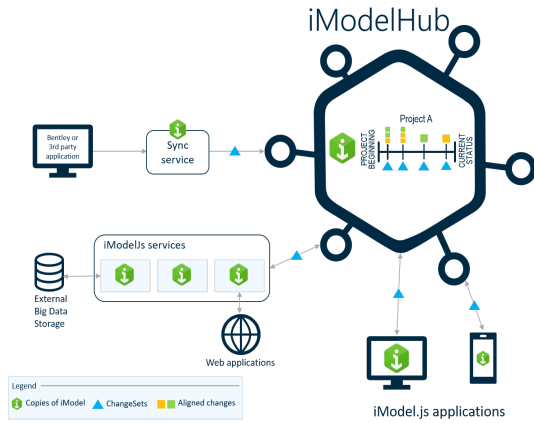 iModelHub
Project A
PROJECT
BEGINNING
CURRENT
STATUS
Bentley or
3rd party
application
Sync
service
iModelJs services
External
Big Data
Storage
Web applications
iModel.js applications
Legend
Copies of iModel
ChangeSets
Aligned changes